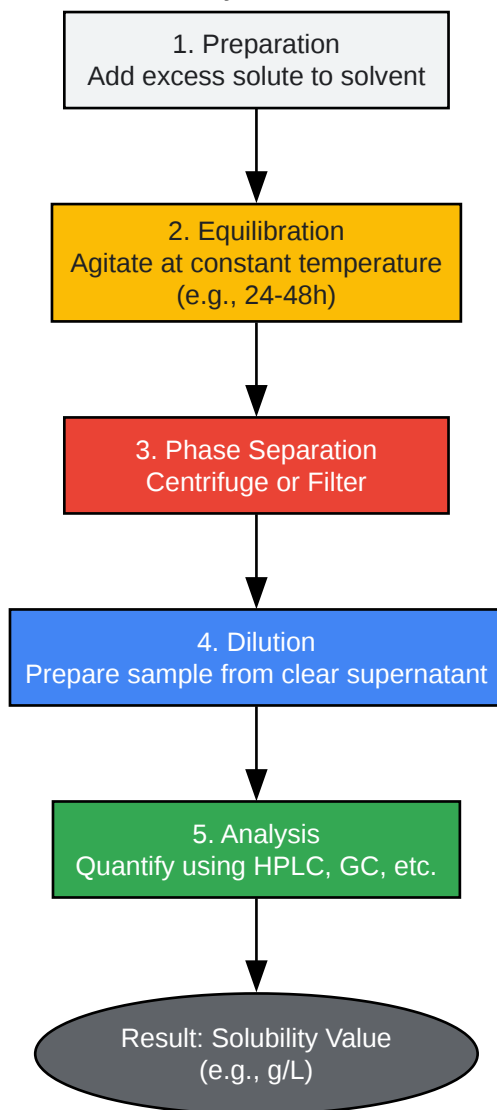 1. Preparation
Add excess solute to solvent
2. Equilibration
Agitate at constant temperature
(e.g., 24-48h)
3. Phase Separation
Centrifuge or Filter
4. Dilution
Prepare sample from clear supernatant
5. Analysis
Quantify using HPLC, GC, etc.
Result: Solubility Value
(e.g., g/L)